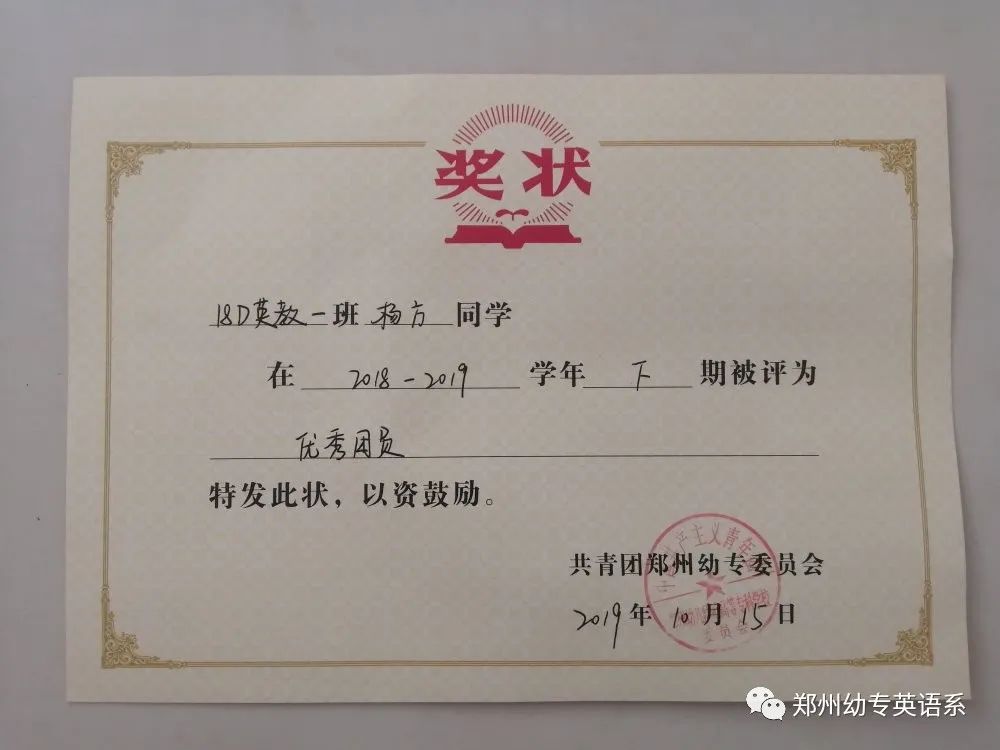 奖状
18D英教一班 杨方 同学
在 2018-2019 学年 下 期被评为
优秀团员
特发此状，以资鼓励。
共青团郑州幼专委员会
2019年10月15日
郑州幼专英语系